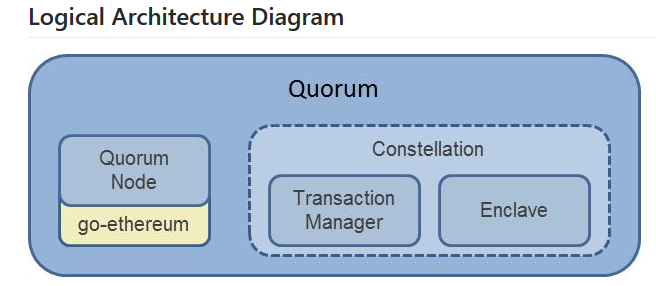 Logical Architecture Diagram
Quorum
Quorum
Node
go-ethereum
Constellation
Transaction
Manager
Enclave